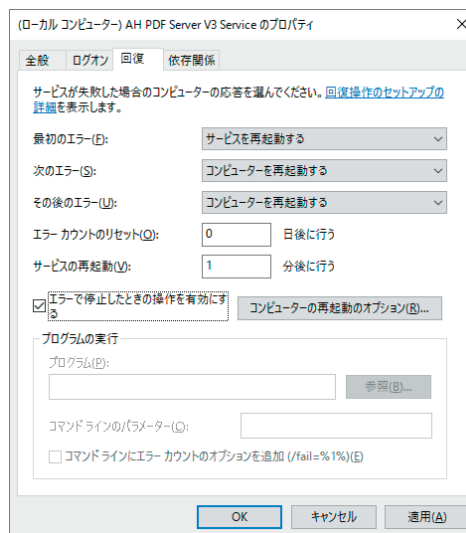 (ローカル コンピューター) AH PDF Server V3 Service のプロパティ
全般 ログオン 回復 依存関係
サービスが失敗した場合のコンピューターの応答を選んでください。回復操作のセットアップの
詳細を表示します。
最初のエラー(F): サービスを再起動する
次のエラー(S): コンピューターを再起動する
その後のエラー(U): コンピューターを再起動する
エラー カウントのリセット(O): 0 日後に行う
サービスの再起動(V): 1 分後に行う
エラーで停止したときの操作を有効にす
る
コンピューターの再起動のオプション(R)...
プログラムの実行
プログラム(P):
参照(B)...
コマンド ラインのパラメーター(C):
コマンド ラインにエラー カウントのオプションを追加 (/fail=%1%)(E)
OK キャンセル 適用(A)